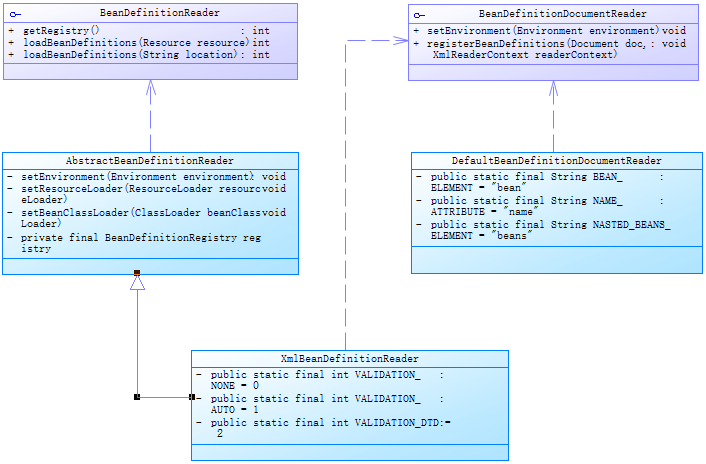 BeanDefinitionReader
+ getRegistry() : int
+ loadBeanDefinitions(Resource resource) int
+ loadBeanDefinitions(String location) : int
BeanDefinitionDocumentReader
+ setEnvironment(Environment environment) void
+ registerBeanDefinitions(Document doc, : void
XmlReaderContext readerContext)
AbstractBeanDefinitionReader
- setEnvironment(Environment environment) : void
- setResourceLoader(ResourceLoader resourc void
eLoader)
- setBeanClassLoader(ClassLoader beanClass void
Loader)
- private final BeanDefinitionRegistry reg
istry
DefaultBeanDefinitionDocumentReader
- public static final String BEAN_ :
ELEMENT = "bean"
- public static final String NAME_ :
ATTRIBUTE = "name"
- public static final String NASTED_BEANS_
ELEMENT = "beans"
XmlBeanDefinitionReader
- public static final int VALIDATION_ :
NONE = 0
- public static final int VALIDATION_ :
AUTO = 1
- public static final int VALIDATION_DTD:=
2